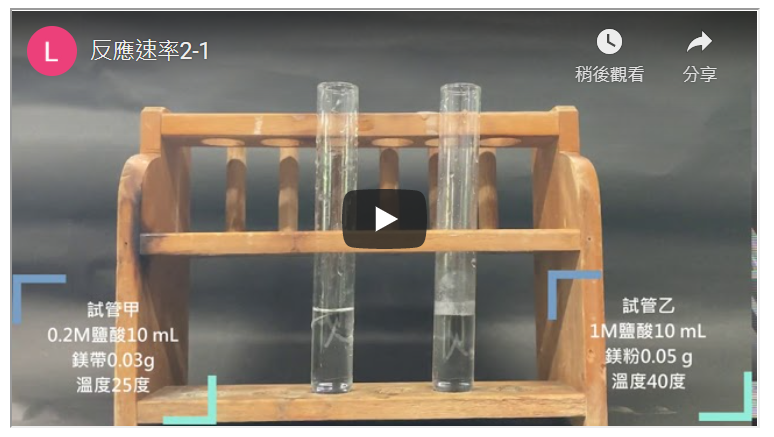 L
反應速率2-1
稍後觀看
分享
試管甲
0.2M鹽酸10 mL
鎂帶0.03g
溫度25度
試管乙
1M鹽酸10 mL
鎂粉0.05 g
溫度40度